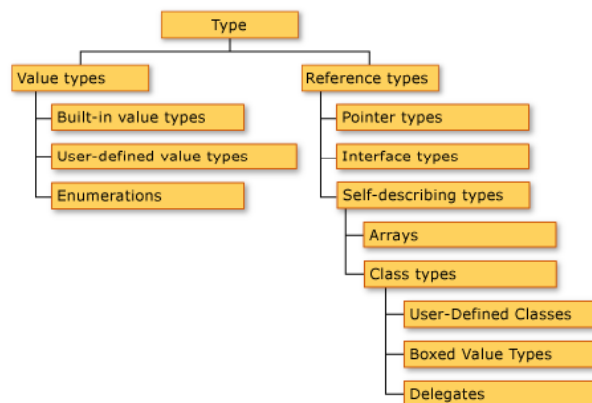 Type
Value types
Built-in value types
User-defined value types
Enumerations
Reference types
Pointer types
Interface types
Self-describing types
Arrays
Class types
User-Defined Classes
Boxed Value Types
Delegates